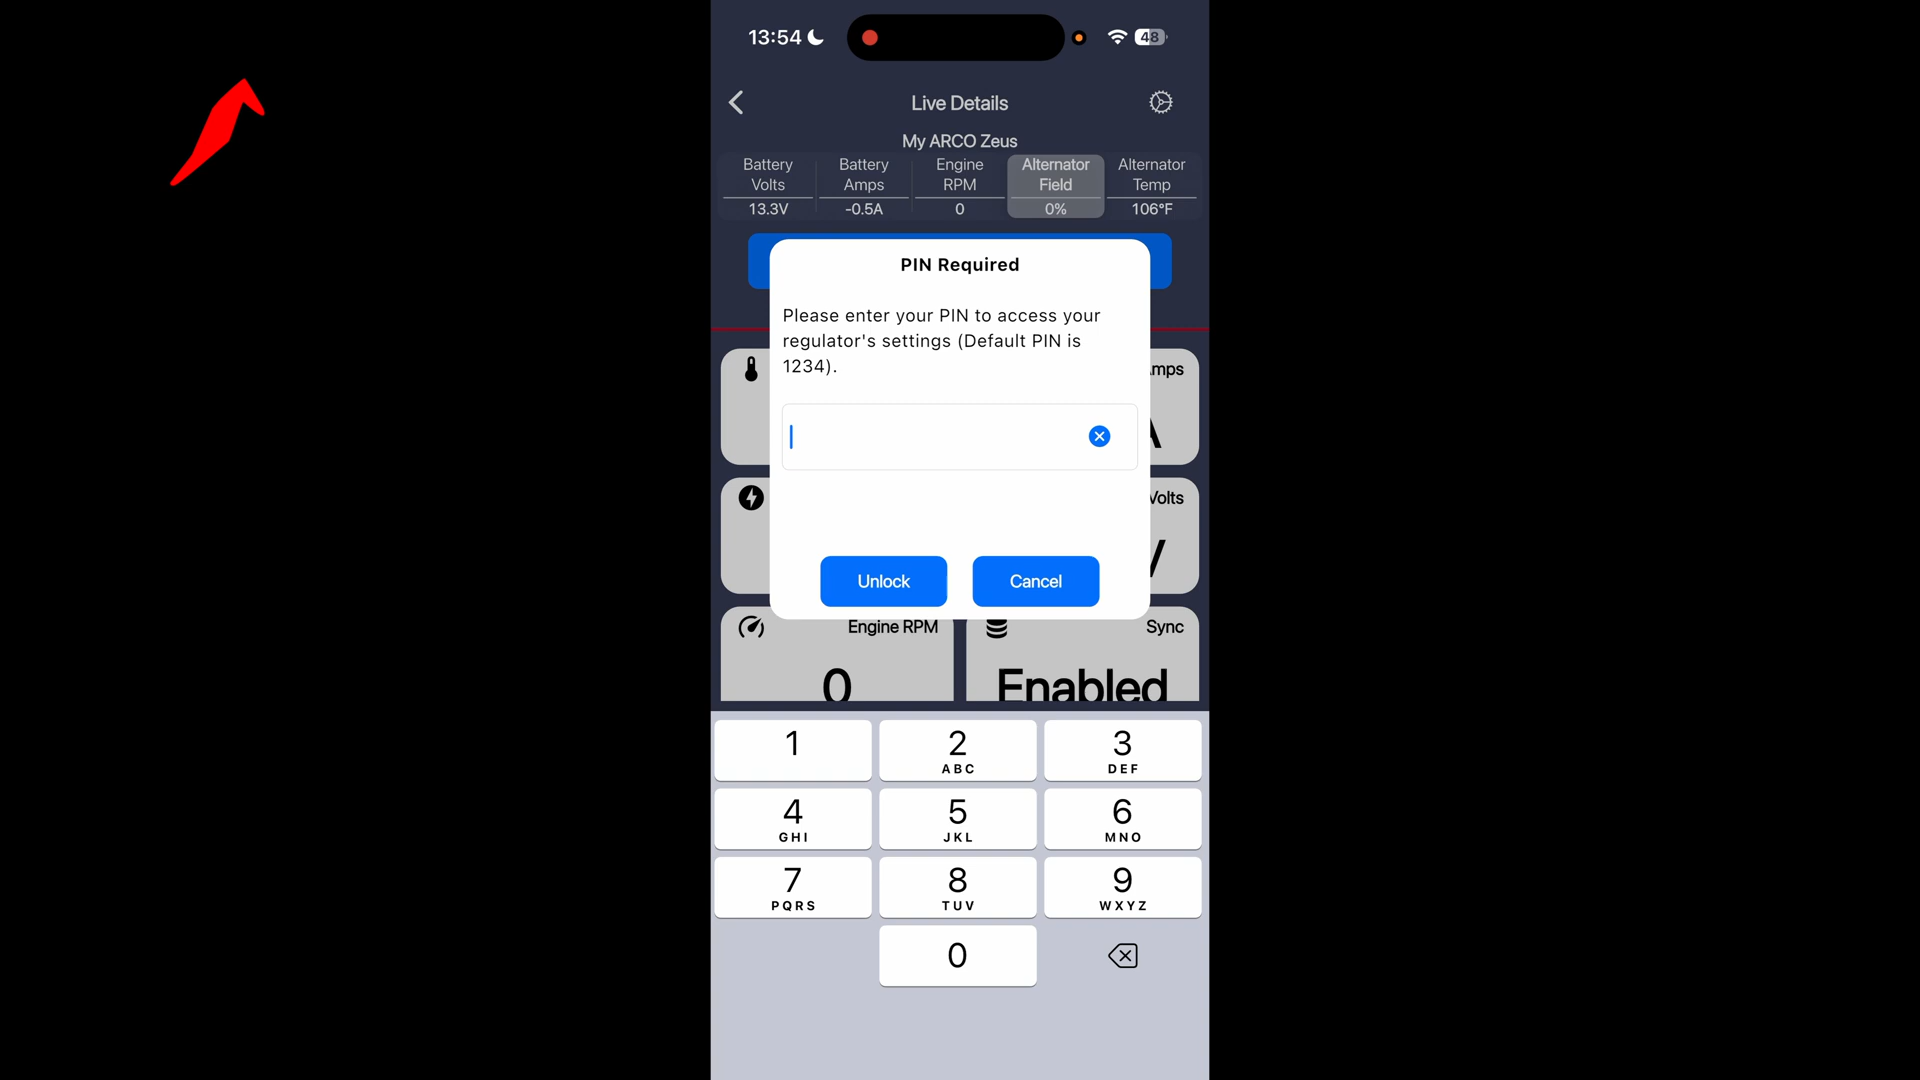 13:54
48
Live Details
My ARCO Zeus
Battery Volts
13.3V
Battery Amps
-0.5A
Engine RPM
0
Alternator Field
0%
Alternator Temp
106°F
PIN Required
Please enter your PIN to access your
regulator's settings (Default PIN is
1234).
Volts
Unlock
Cancel
Engine RPM
0
Sync
Enabled
1
2
ABC
3
DEF
4
GHI
5
JKL
6
MNO
7
PQRS
8
TUV
9
WXYZ
0